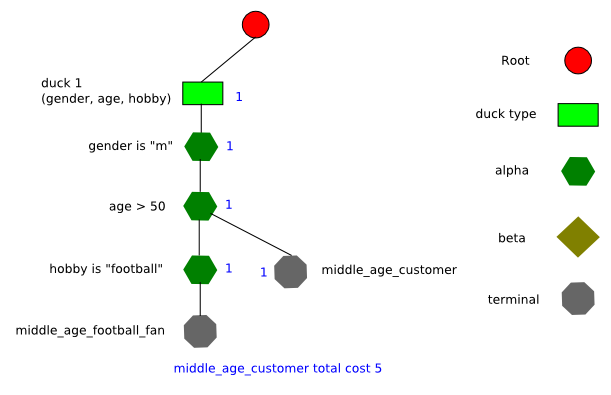 duck 1
(gender, age, hobby)
1
gender is "m"
1
age > 50
1
hobby is "football"
1
1
middle_age_customer
middle_age_football_fan
middle_age_customer total cost 5
Root
duck type
alpha
beta
terminal